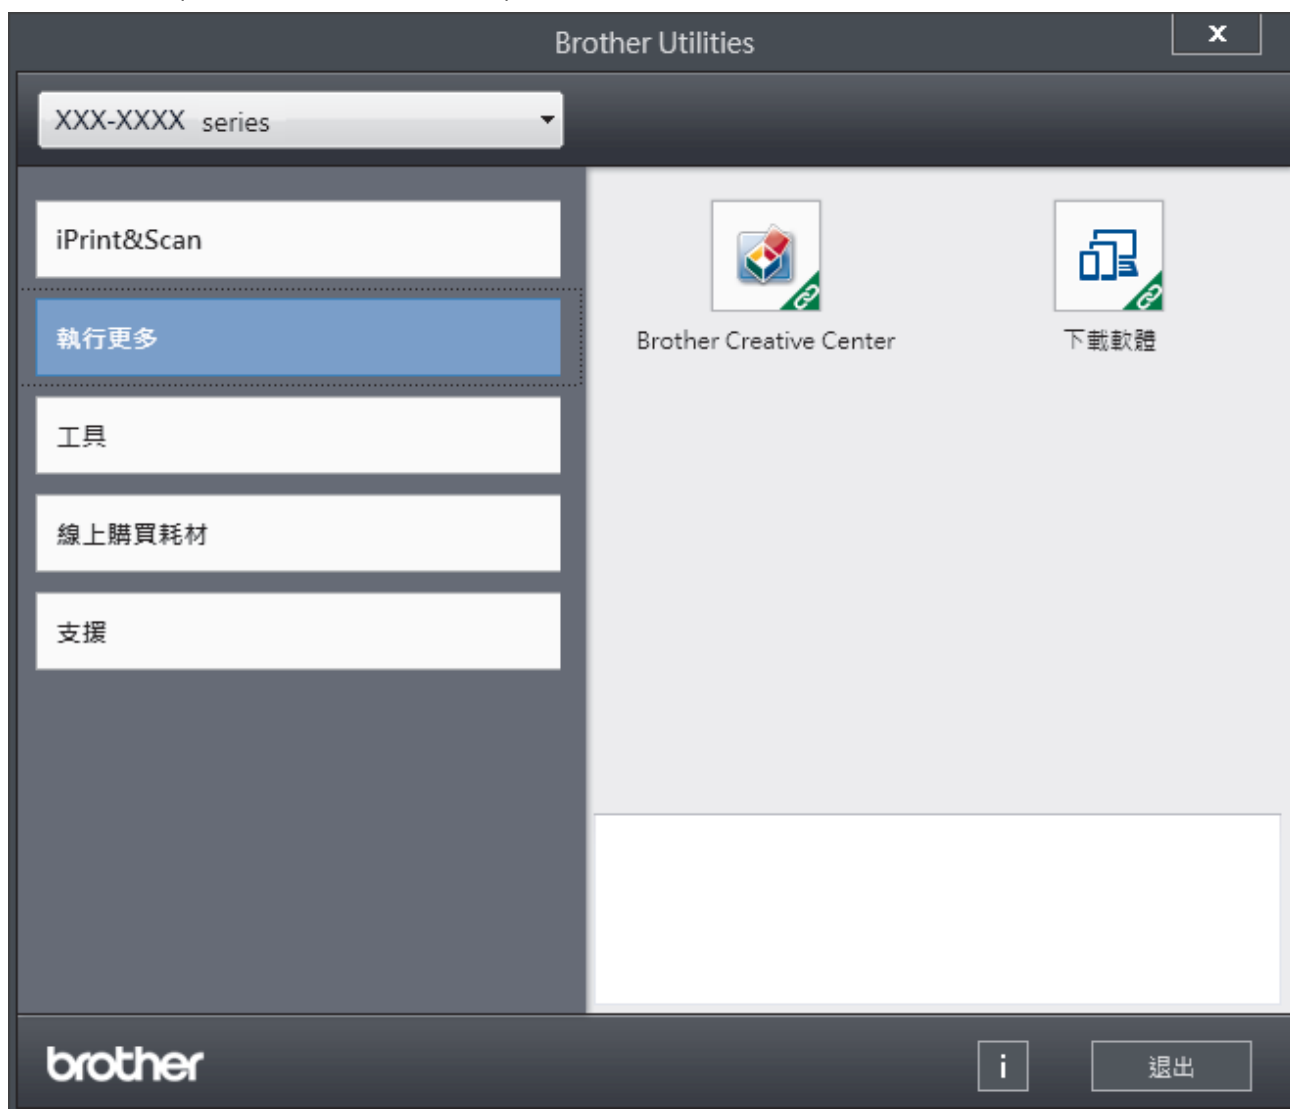 Brother Utilities
X
XXX-XXXX series
iPrint&Scan
執行更多
工具
線上購買耗材
支援
Brother Creative Center
下載軟體
brother
i
退出